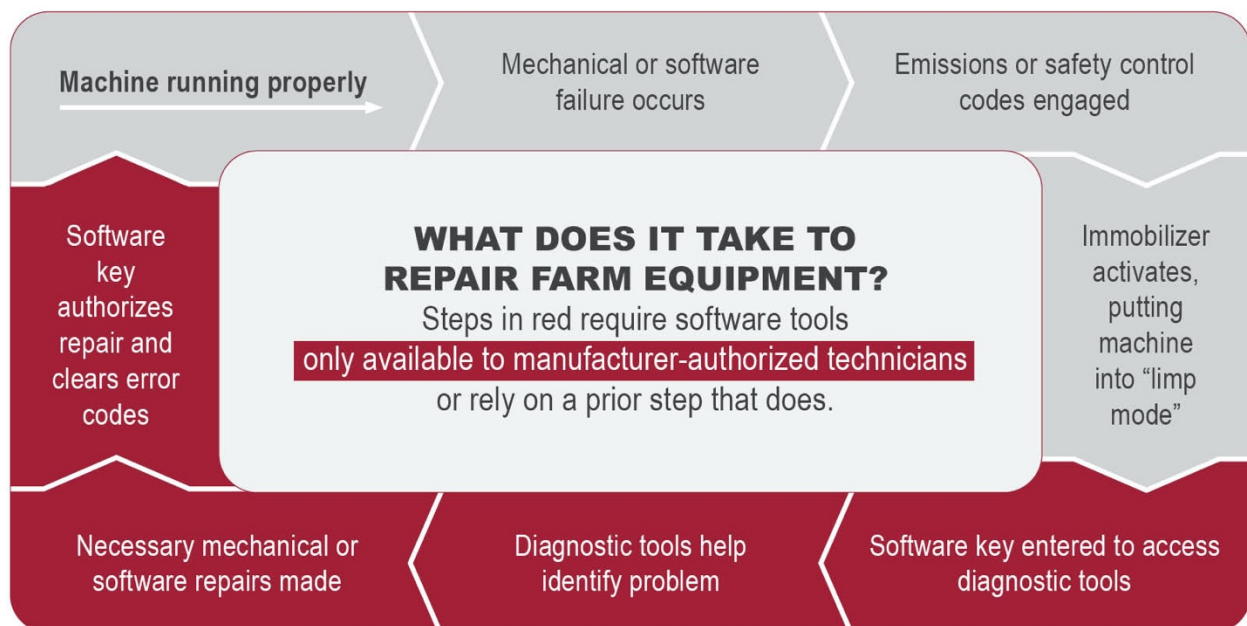 Machine running properly
Mechanical or software
failure occurs
Emissions or safety control
codes engaged
Immobilizer
activates,
putting
machine
into “limp
mode”
Software key entered to access
diagnostic tools
Diagnostic tools help
identify problem
Necessary mechanical or
software repairs made
Software
key
authorizes
repair and
clears error
codes
WHAT DOES IT TAKE TO
REPAIR FARM EQUIPMENT?
Steps in red require software tools
only available to manufacturer-authorized technicians
or rely on a prior step that does.